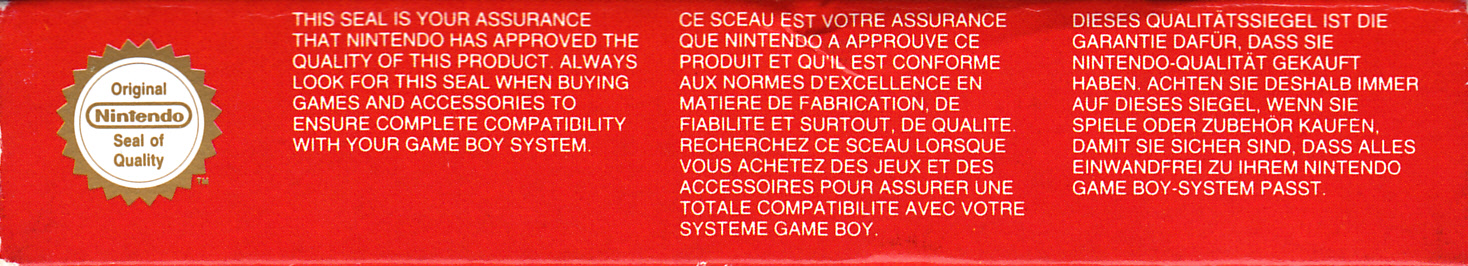 Original
Nintendo
Seal of
Quality
TM
THIS SEAL IS YOUR ASSURANCE
THAT NINTENDO HAS APPROVED THE
QUALITY OF THIS PRODUCT. ALWAYS
LOOK FOR THIS SEAL WHEN BUYING
GAMES AND ACCESSORIES TO
ENSURE COMPLETE COMPATIBILITY
WITH YOUR GAME BOY SYSTEM.
CE SCEAU EST VOTRE ASSURANCE
QUE NINTENDO A APPROUVE CE
PRODUIT ET QU'IL EST CONFORME
AUX NORMES D'EXCELLENCE EN
MATIERE DE FABRICATION, DE
FIABILITE ET SURTOUT, DE QUALITE.
RECHERCHEZ CE SCEAU LORSQUE
VOUS ACHETEZ DES JEUX ET DES
ACCESSOIRES POUR ASSURER UNE
TOTALE COMPATIBILITE AVEC VOTRE
SYSTEME GAME BOY.
DIESES QUALITÄTSSIEGEL IST DIE
GARANTIE DAFÜR, DASS SIE
NINTENDO-QUALITÄT GEKAUFT
HABEN. ACHTEN SIE DESHALB IMMER
AUF DIESES SIEGEL, WENN SIE
SPIELE ODER ZUBEHÖR KAUFEN,
DAMIT SIE SICHER SIND, DASS ALLES
EINWANDFREI ZU IHREM NINTENDO
GAME BOY-SYSTEM PASST.